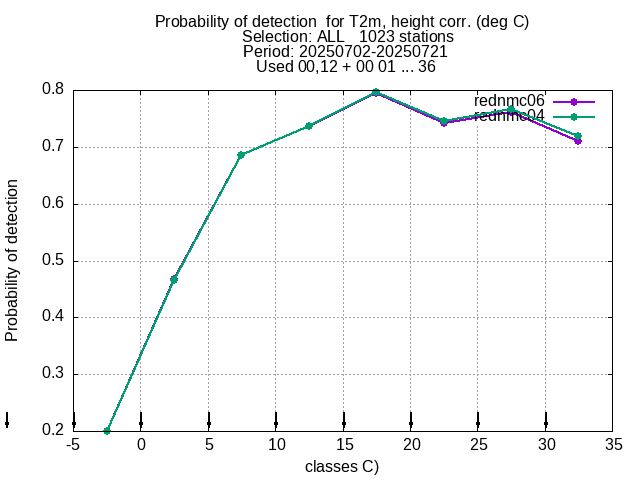 Probability of detection  for T2m, height corr. (deg C)
Selection: ALL   1023 stations
Period: 20250702-20250721
Used 00,12 + 00 01 ... 36
rednmc06
rednmc04
Probability of detection
0.8
0.7
0.6
0.5
0.4
0.3
0.2
-5 0 5 10 15 20 25 30 35
classes C)